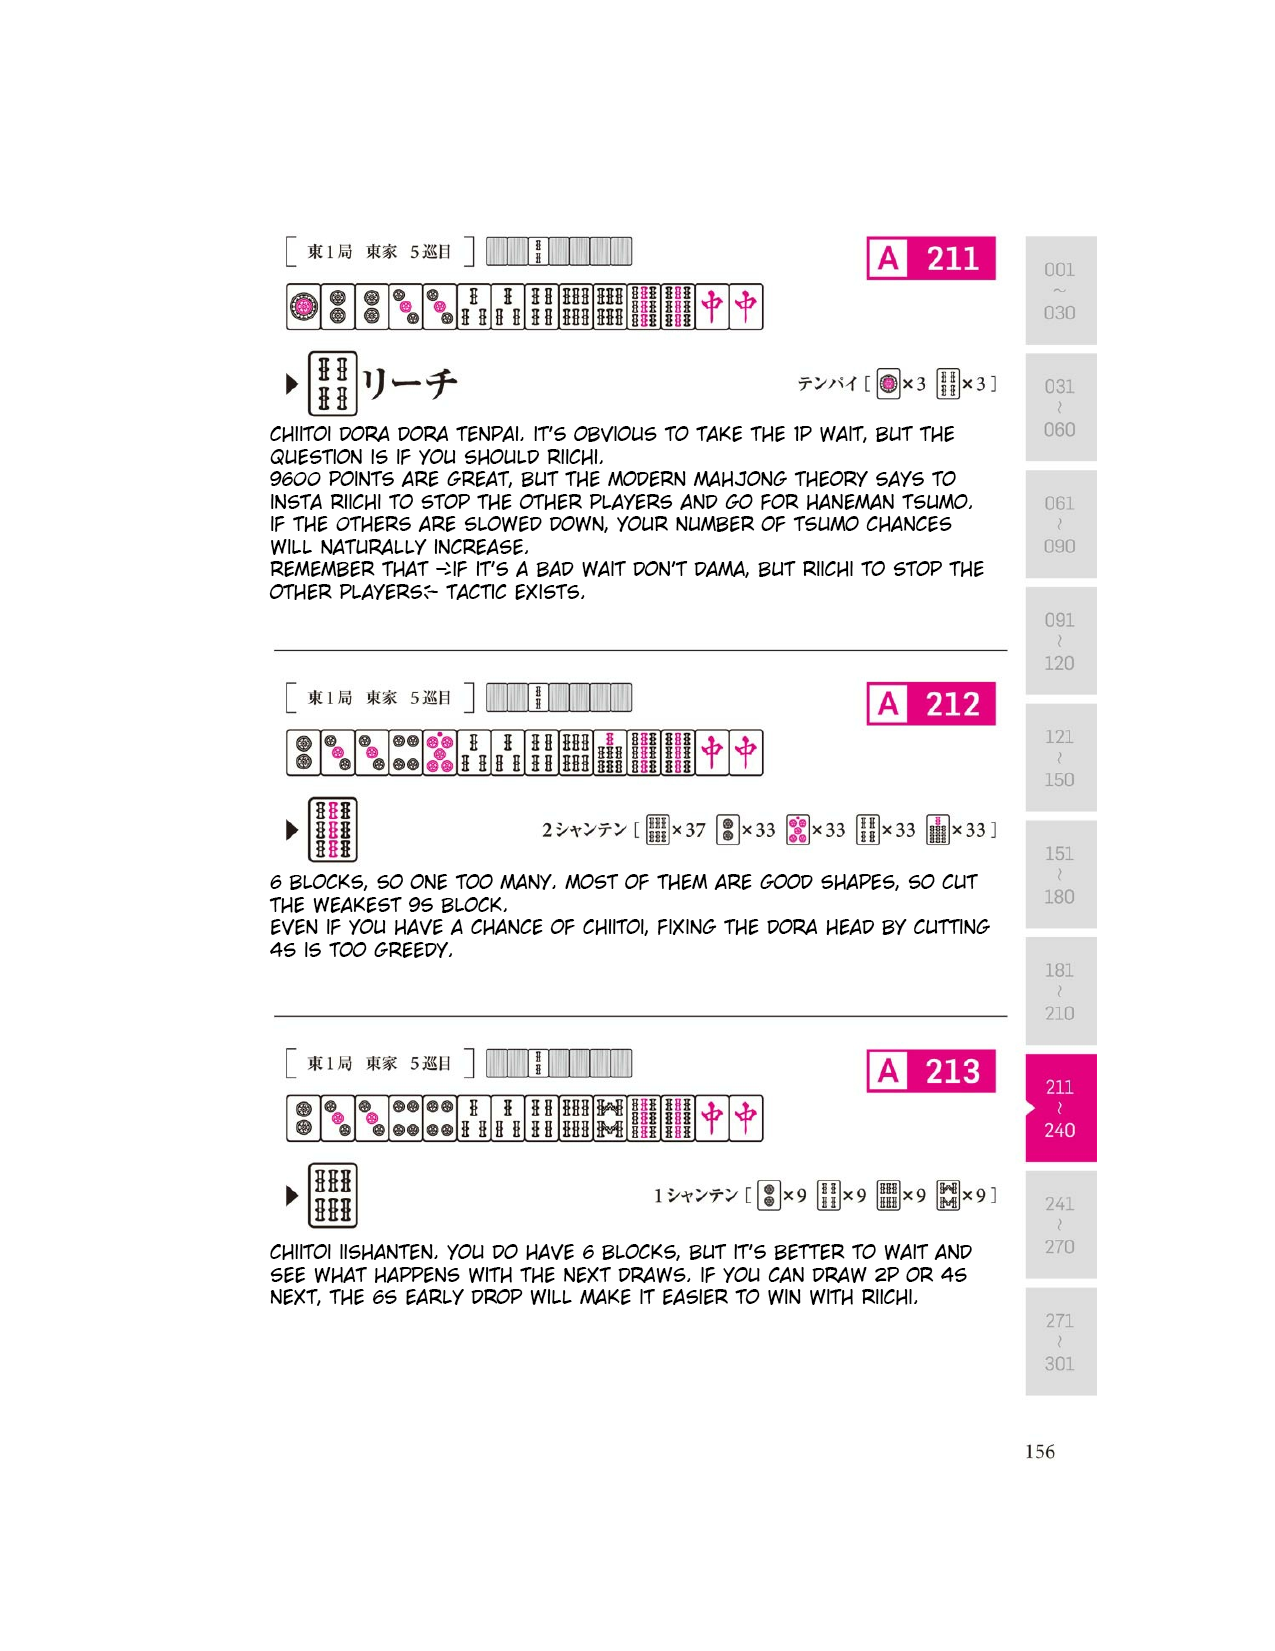 [ 東1局 東家 5巡目 ]
A 211
中 中
▶ リーチ
テンパイ [ ×3 ×3 ]
CHIITOI DORA DORA TENPAI. IT'S OBVIOUS TO TAKE THE 1P WAIT, BUT THE
QUESTION IS IF YOU SHOULD RIICHI.
9600 POINTS ARE GREAT, BUT THE MODERN MAHJONG THEORY SAYS TO
INSTA RIICHI TO STOP THE OTHER PLAYERS AND GO FOR HANEMAN TSUMO.
IF THE OTHERS ARE SLOWED DOWN, YOUR NUMBER OF TSUMO CHANCES
WILL NATURALLY INCREASE.
REMEMBER THAT →IF IT'S A BAD WAIT DON'T DAMA, BUT RIICHI TO STOP THE
OTHER PLAYERS← TACTIC EXISTS.
[ 東1局 東家 5巡目 ]
A 212
中 中
▶
2シャンテン [ ×37 ×33 ×33 ×33 ×33 ]
6 BLOCKS, SO ONE TOO MANY. MOST OF THEM ARE GOOD SHAPES, SO CUT
THE WEAKEST 9S BLOCK.
EVEN IF YOU HAVE A CHANCE OF CHIITOI, FIXING THE DORA HEAD BY CUTTING
4S IS TOO GREEDY.
[ 東1局 東家 5巡目 ]
A 213
中 中
▶
1シャンテン [ ×9 ×9 ×9 ×9 ]
CHIITOI IISHANTEN. YOU DO HAVE 6 BLOCKS, BUT IT'S BETTER TO WAIT AND
SEE WHAT HAPPENS WITH THE NEXT DRAWS. IF YOU CAN DRAW 2P OR 4S
NEXT, THE 6S EARLY DROP WILL MAKE IT EASIER TO WIN WITH RIICHI.
001
~
030
031
~
060
061
~
090
091
~
120
121
~
150
151
~
180
181
~
210
211
~
240
241
~
270
271
~
301
156